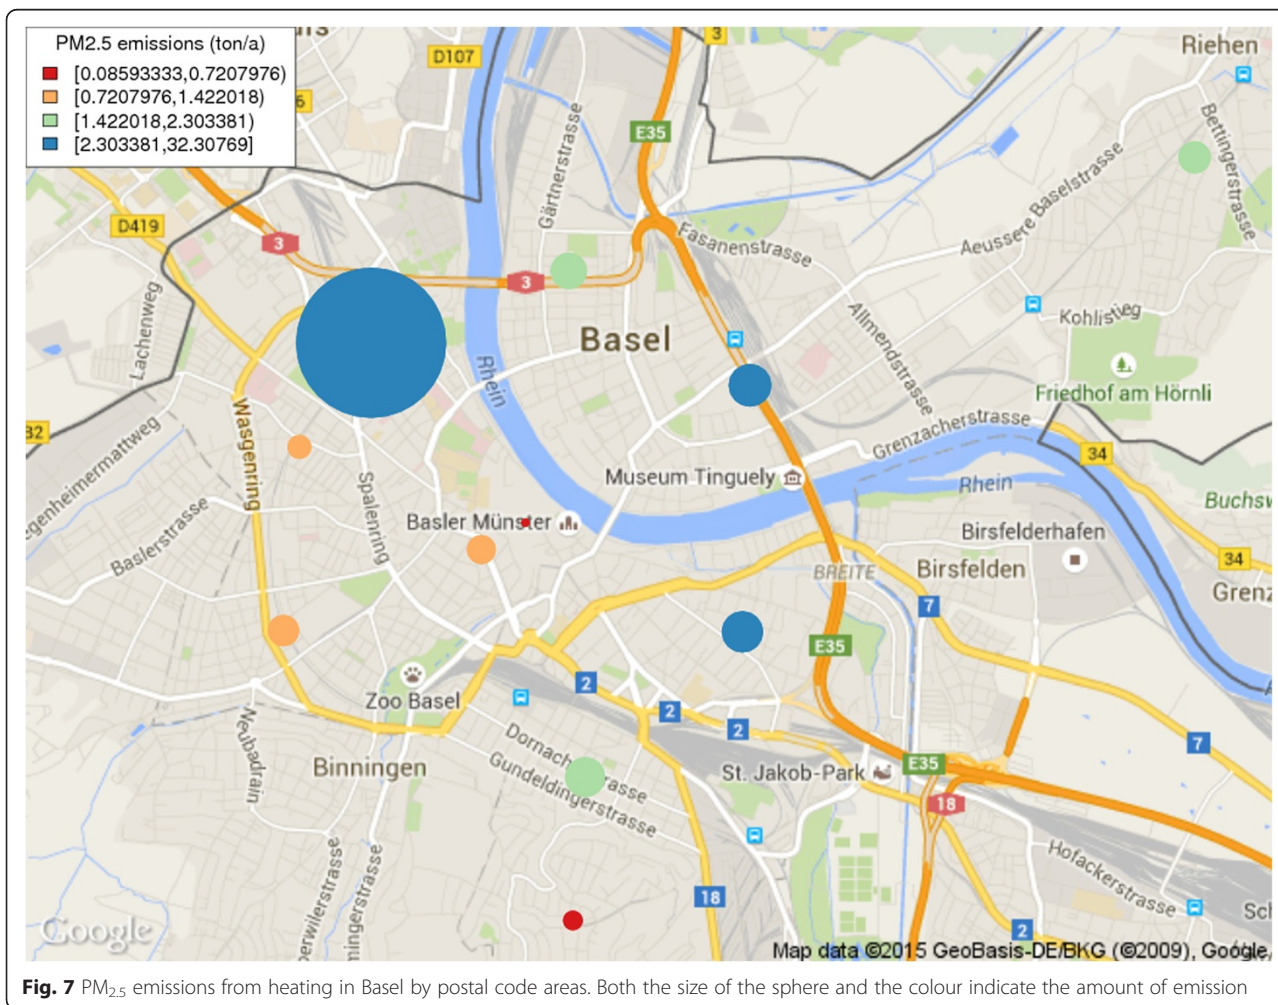 PM2.5 emissions (ton/a)
[0.08593333,0.7207976)
[0.7207976,1.422018)
[1.422018,2.303381)
[2.303381,32.30769]
D107
3
Riehen
6
E35
Gärtnerstrasse
Bettingerstrasse
Aeussere Baselstrasse
D419
3
Fasanenstrasse
3
Lachenweg
Basel
Allmendstrasse
Kohlistieg
Rhein
Friedhof am Hörnli
32
Wasgenring
Grenzacherstrasse
34
Museum Tinguely
Rhein
Spalenring
Basler Münster
Baslerstrasse
Birsfelderhafen
34
BREITE
Birsfelden
7
E35
Zoo Basel
2
2
2
7
Neubadrain
Binningen
Gundeldingerstrasse
St. Jakob-Park
E35
18
Hofackerstrasse
18
2
Google
Map data ©2015 GeoBasis-DE/BKG (©2009), Google,
Fig. 7 PM2.5 emissions from heating in Basel by postal code areas. Both the size of the sphere and the colour indicate the amount of emission